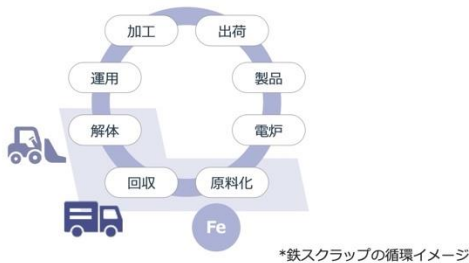 加工
出荷
運用
製品
解体
電炉
回収
原料化
Fe
*鉄スクラップの循環イメージ